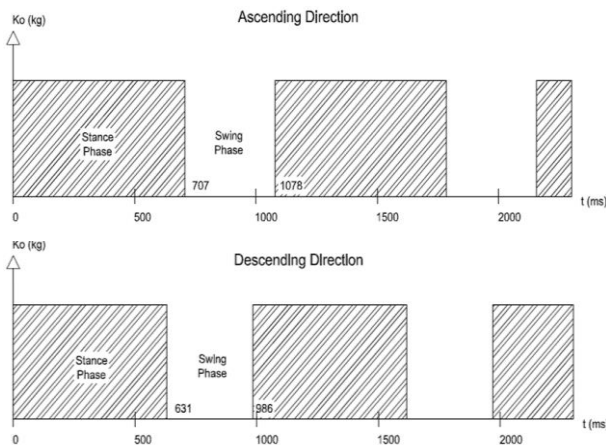 Ko (kg)
Ascending Direction
Stance
Phase
Swing
Phase
707
1078
0
500
1000
1500
2000
t (ms)
Ko (kg)
Descending Direction
Stance
Phase
Swing
Phase
631
986
0
500
1000
1500
2000
t (ms)